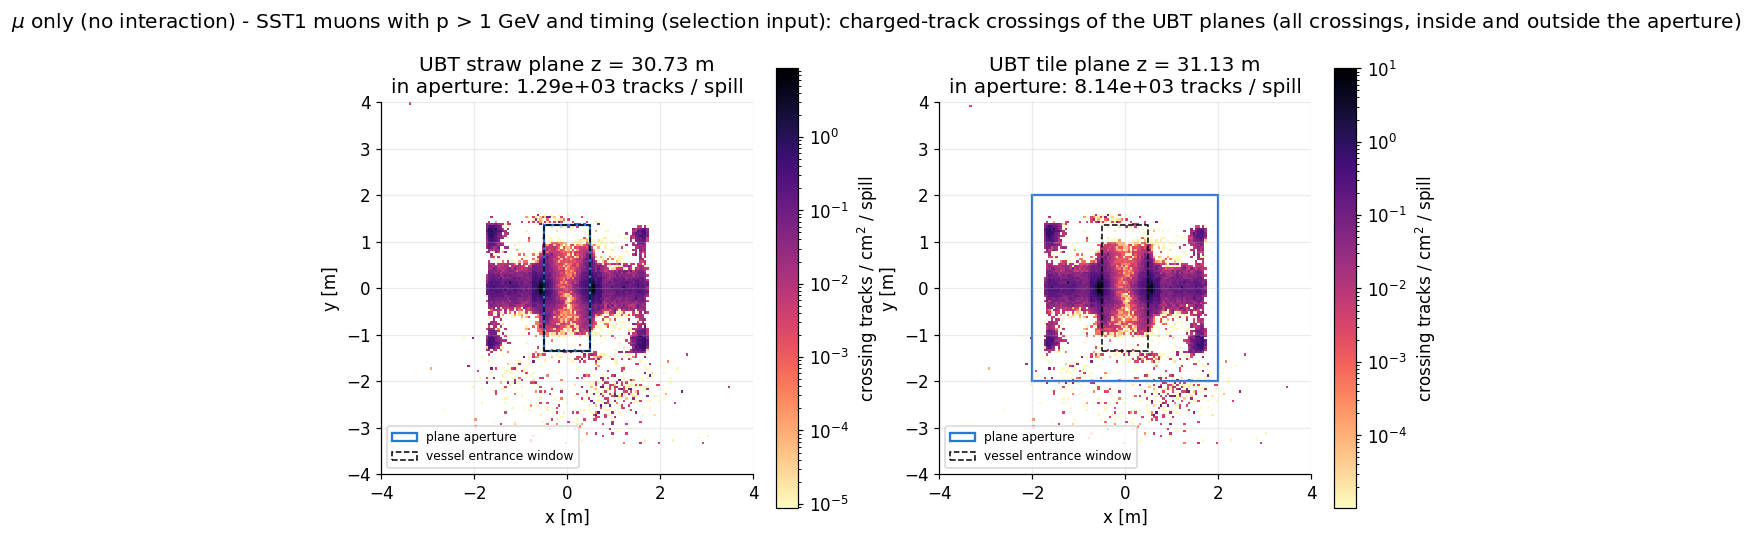 μ only (no interaction) - SST1 muons with p > 1 GeV and timing (selection input): charged-track crossings of the UBT planes (all crossings, inside and outside the aperture)
UBT straw plane z = 30.73 m
in aperture: 1.29e+03 tracks / spill
4
3
2
1
0
−1
−2
−3
−4
y [m]
−4
−2
0
2
4
x [m]
plane aperture
vessel entrance window
10⁰
10⁻¹
10⁻²
10⁻³
10⁻⁴
10⁻⁵
crossing tracks / cm² / spill
UBT tile plane z = 31.13 m
in aperture: 8.14e+03 tracks / spill
4
3
2
1
0
−1
−2
−3
−4
y [m]
−4
−2
0
2
4
x [m]
plane aperture
vessel entrance window
10¹
10⁰
10⁻¹
10⁻²
10⁻³
10⁻⁴
crossing tracks / cm² / spill